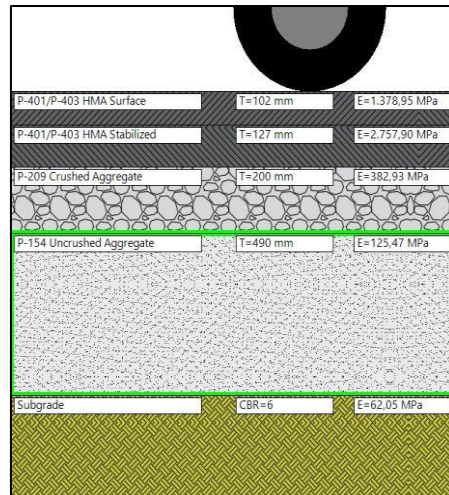 P-401/P-403 HMA Surface T=102 mm E=1.378,95 MPa
P-401/P-403 HMA Stabilized T=127 mm E=2.757,90 MPa
P-209 Crushed Aggregate T=200 mm E=382,93 MPa
P-154 Uncrushed Aggregate T=490 mm E=125,47 MPa
Subgrade CBR=6 E=62,05 MPa